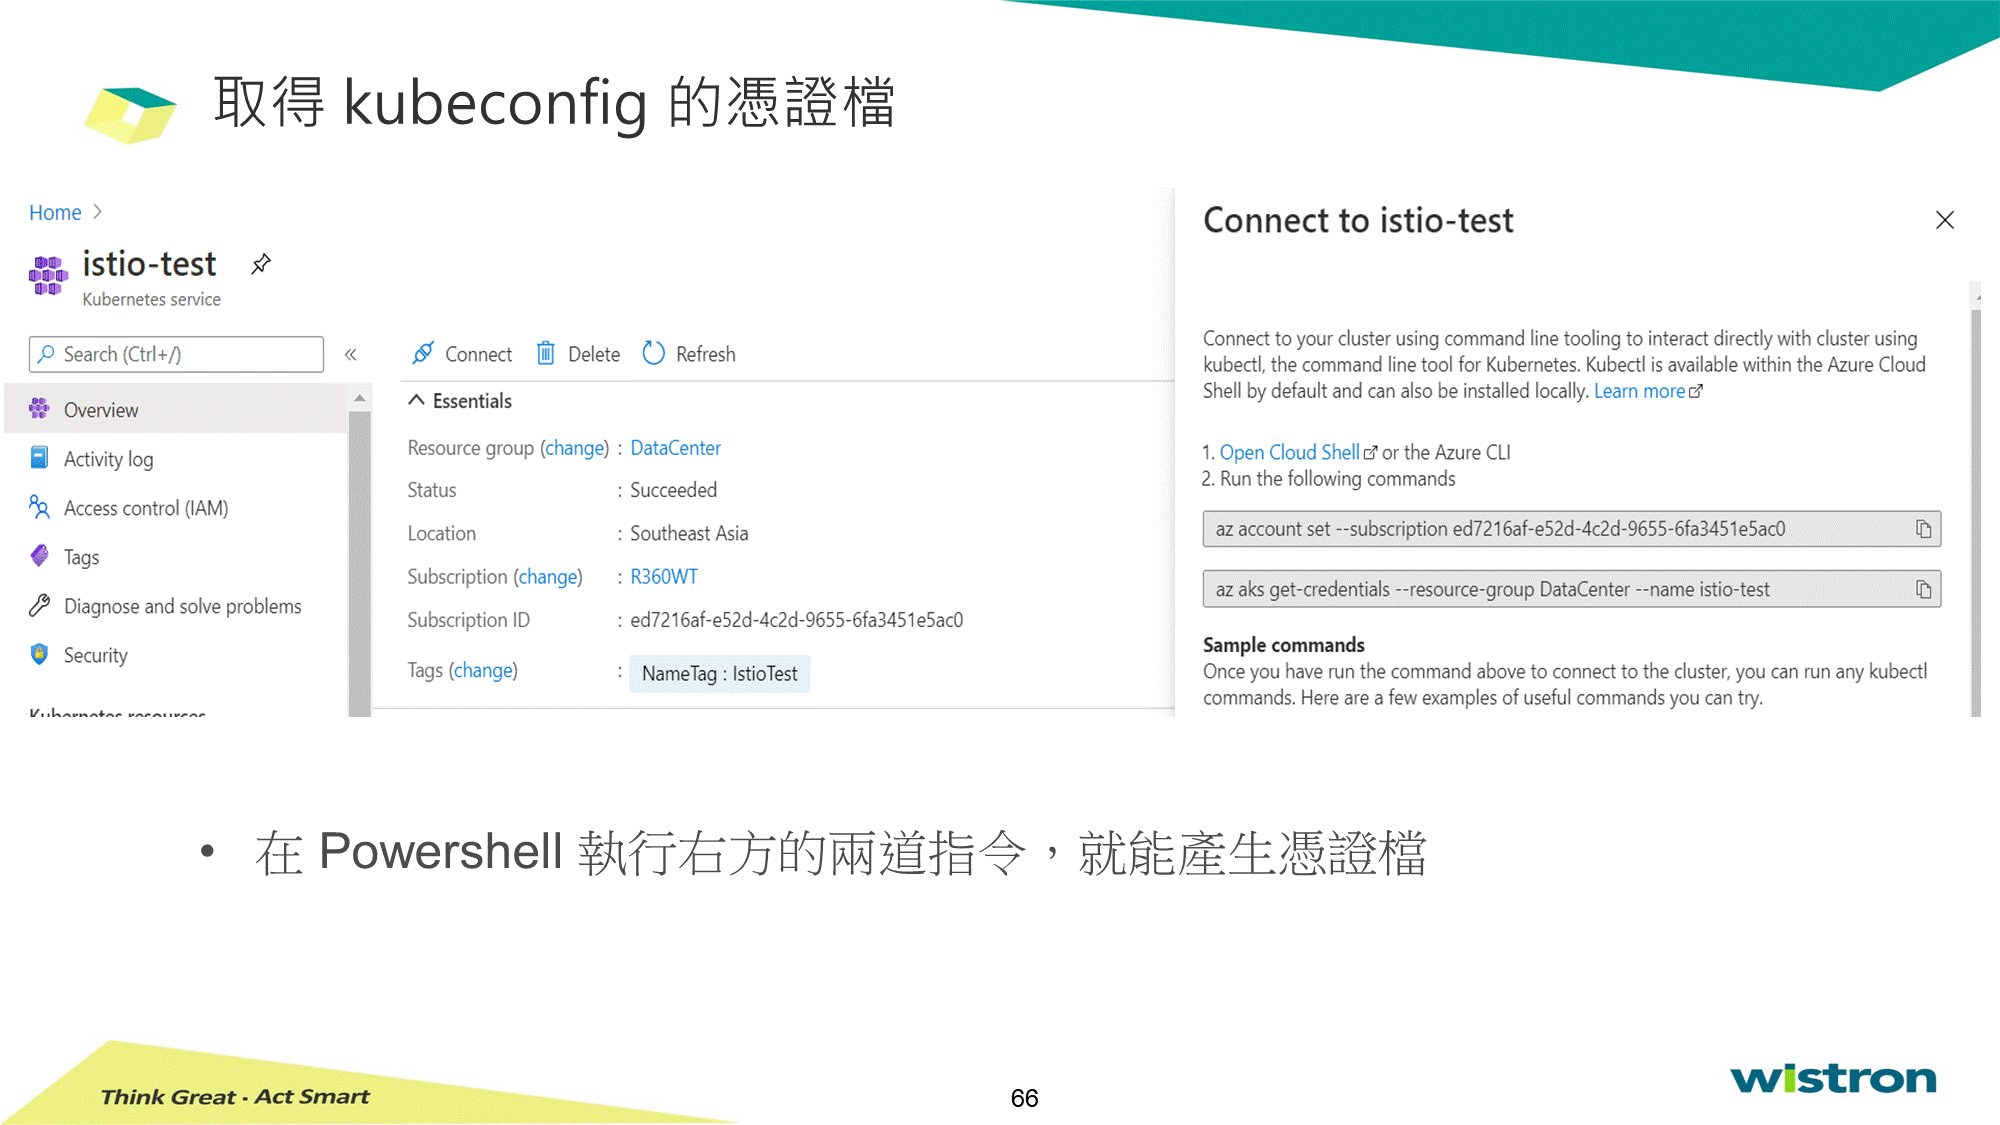 取得 kubeconfig 的憑證檔
Home
istio-test
Kubernetes service
Search (Ctrl+/)
Overview
Activity log
Access control (IAM)
Tags
Diagnose and solve problems
Security
Kubernetes resources
Connect Delete Refresh
Essentials
Resource group (change) : DataCenter
Status : Succeeded
Location : Southeast Asia
Subscription (change) : R360WT
Subscription ID : ed7216af-e52d-4c2d-9655-6fa3451e5ac0
Tags (change) : NameTag : IstioTest
Connect to istio-test
Connect to your cluster using command line tooling to interact directly with cluster using
kubectl, the command line tool for Kubernetes. Kubectl is available within the Azure Cloud
Shell by default and can also be installed locally. Learn more
1. Open Cloud Shell or the Azure CLI
2. Run the following commands
az account set --subscription ed7216af-e52d-4c2d-9655-6fa3451e5ac0
az aks get-credentials --resource-group DataCenter --name istio-test
Sample commands
Once you have run the command above to connect to the cluster, you can run any kubectl
commands. Here are a few examples of useful commands you can try.
• 在 Powershell 執行右方的兩道指令，就能產生憑證檔
Think Great · Act Smart
66
wistron